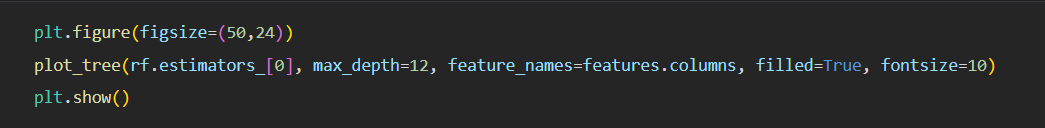 plt.figure(figsize=(50,24))
plot_tree(rf.estimators_[0], max_depth=12, feature_names=features.columns, filled=True, fontsize=10)
plt.show()